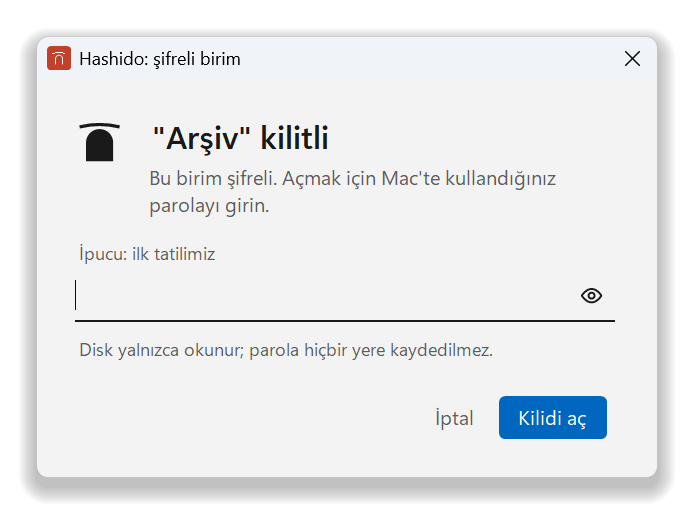 Hashido: şifreli birim
"Arşiv" kilitli
Bu birim şifreli. Açmak için Mac'te kullandığınız
parolayı girin.
İpucu: ilk tatilimiz
Disk yalnızca okunur; parola hiçbir yere kaydedilmez.
İptal
Kilidi aç